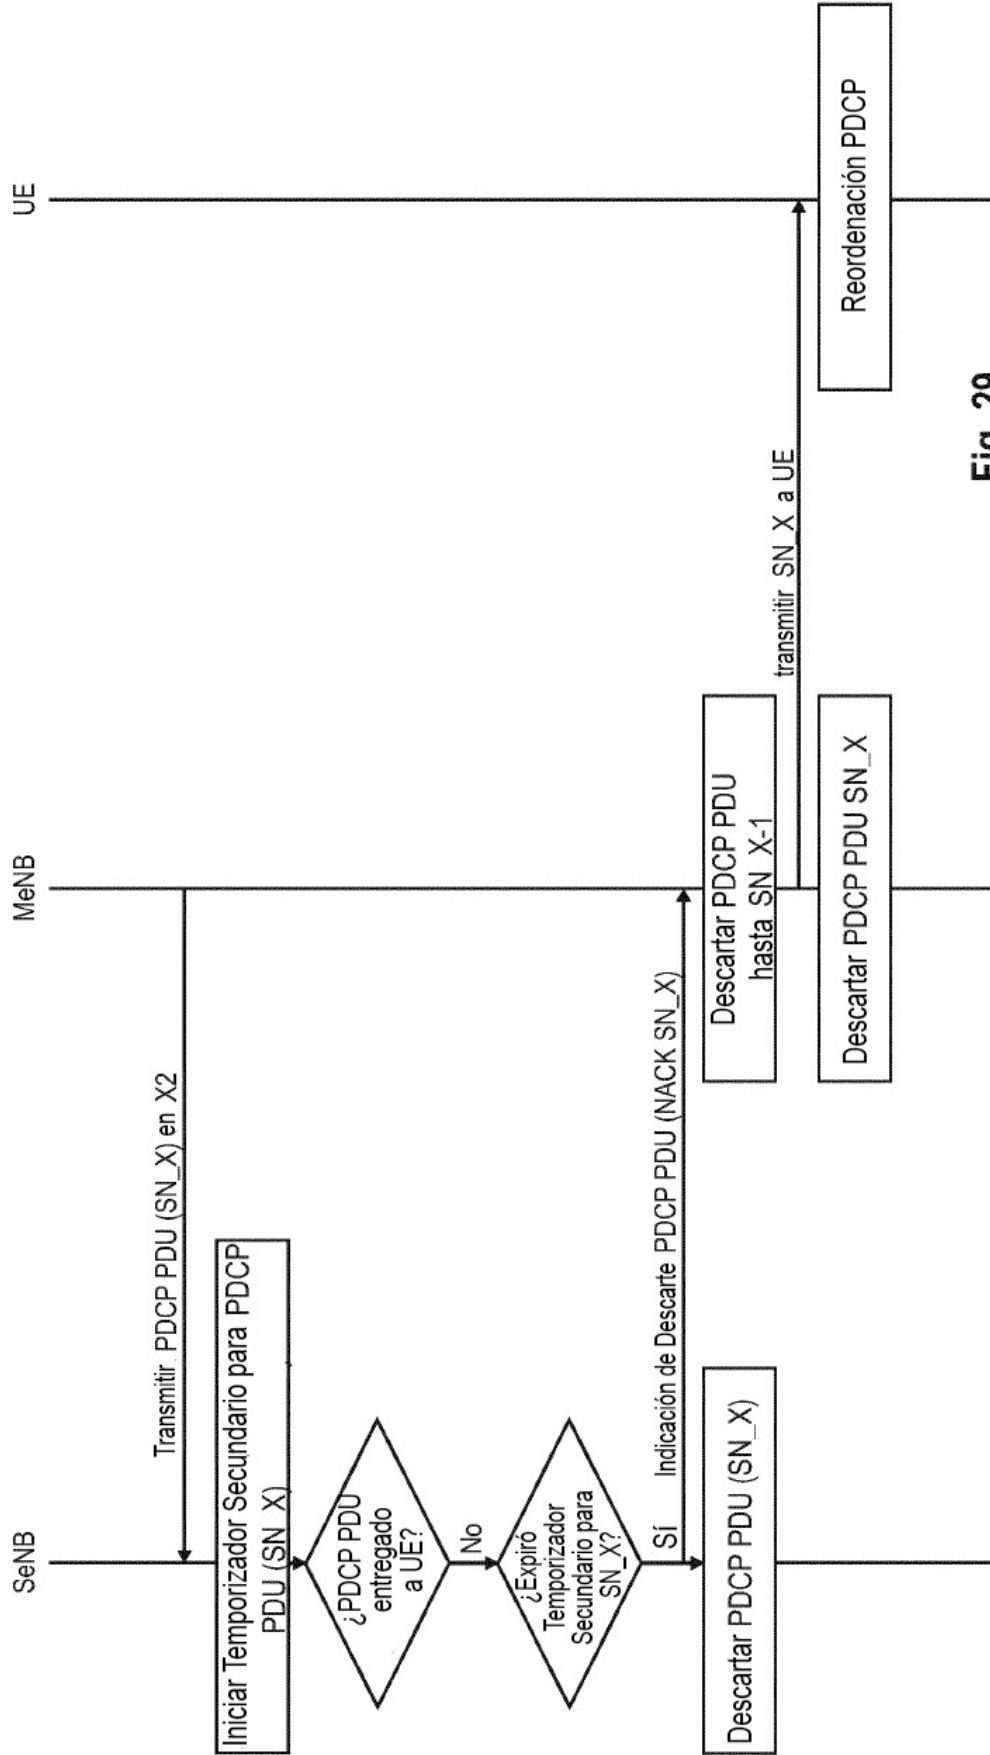 SeNB
MeNB
UE
Transmitir PDCP PDU (SN_X) en X2
Iniciar Temporizador Secundario para PDCP
PDU (SN_X)
¿PDCP PDU
entregado
a UE?
No
¿Expiró
Temporizador
Secundario para
SN_X?
Sí
Indicación de Descarte PDCP PDU (NACK SN_X)
Descartar PDCP PDU (SN_X)
Descartar PDCP PDU
hasta SN_X-1
transmitir SN_X a UE
Descartar PDCP PDU SN_X
Reordenación PDCP
Fig. 29